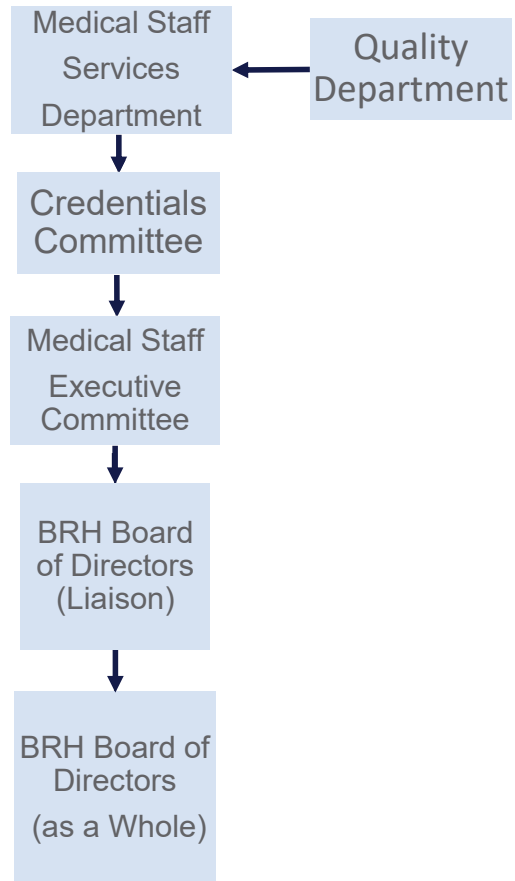 Medical Staff
Services
Department
Quality
Department
Credentials
Committee
Medical Staff
Executive
Committee
BRH Board
of Directors
(Liaison)
BRH Board of
Directors
(as a Whole)